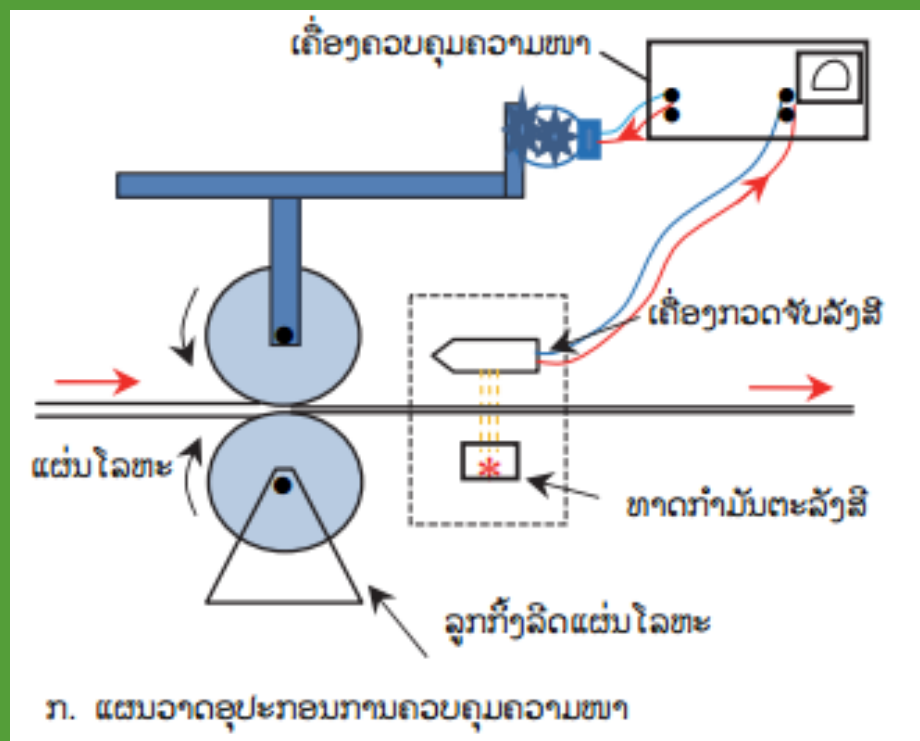 ເຄື່ອງຄວບຄຸມຄວາມໜາ
ເຄື່ອງກວດຈັບລັງສີ
ແຜ່ນໂລຫະ
ທາດກຳມັນຕະລັງສີ
ລູກກິ້ງລີດແຜ່ນໂລຫະ
ກ. ແຜນວາດອຸປະກອນການຄວບຄຸມຄວາມໜາ